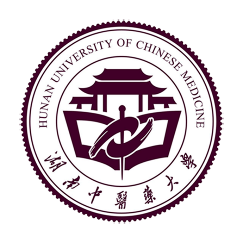 HUNAN UNIVERSITY OF CHINESE MEDICINE
湖南中醫藥大學